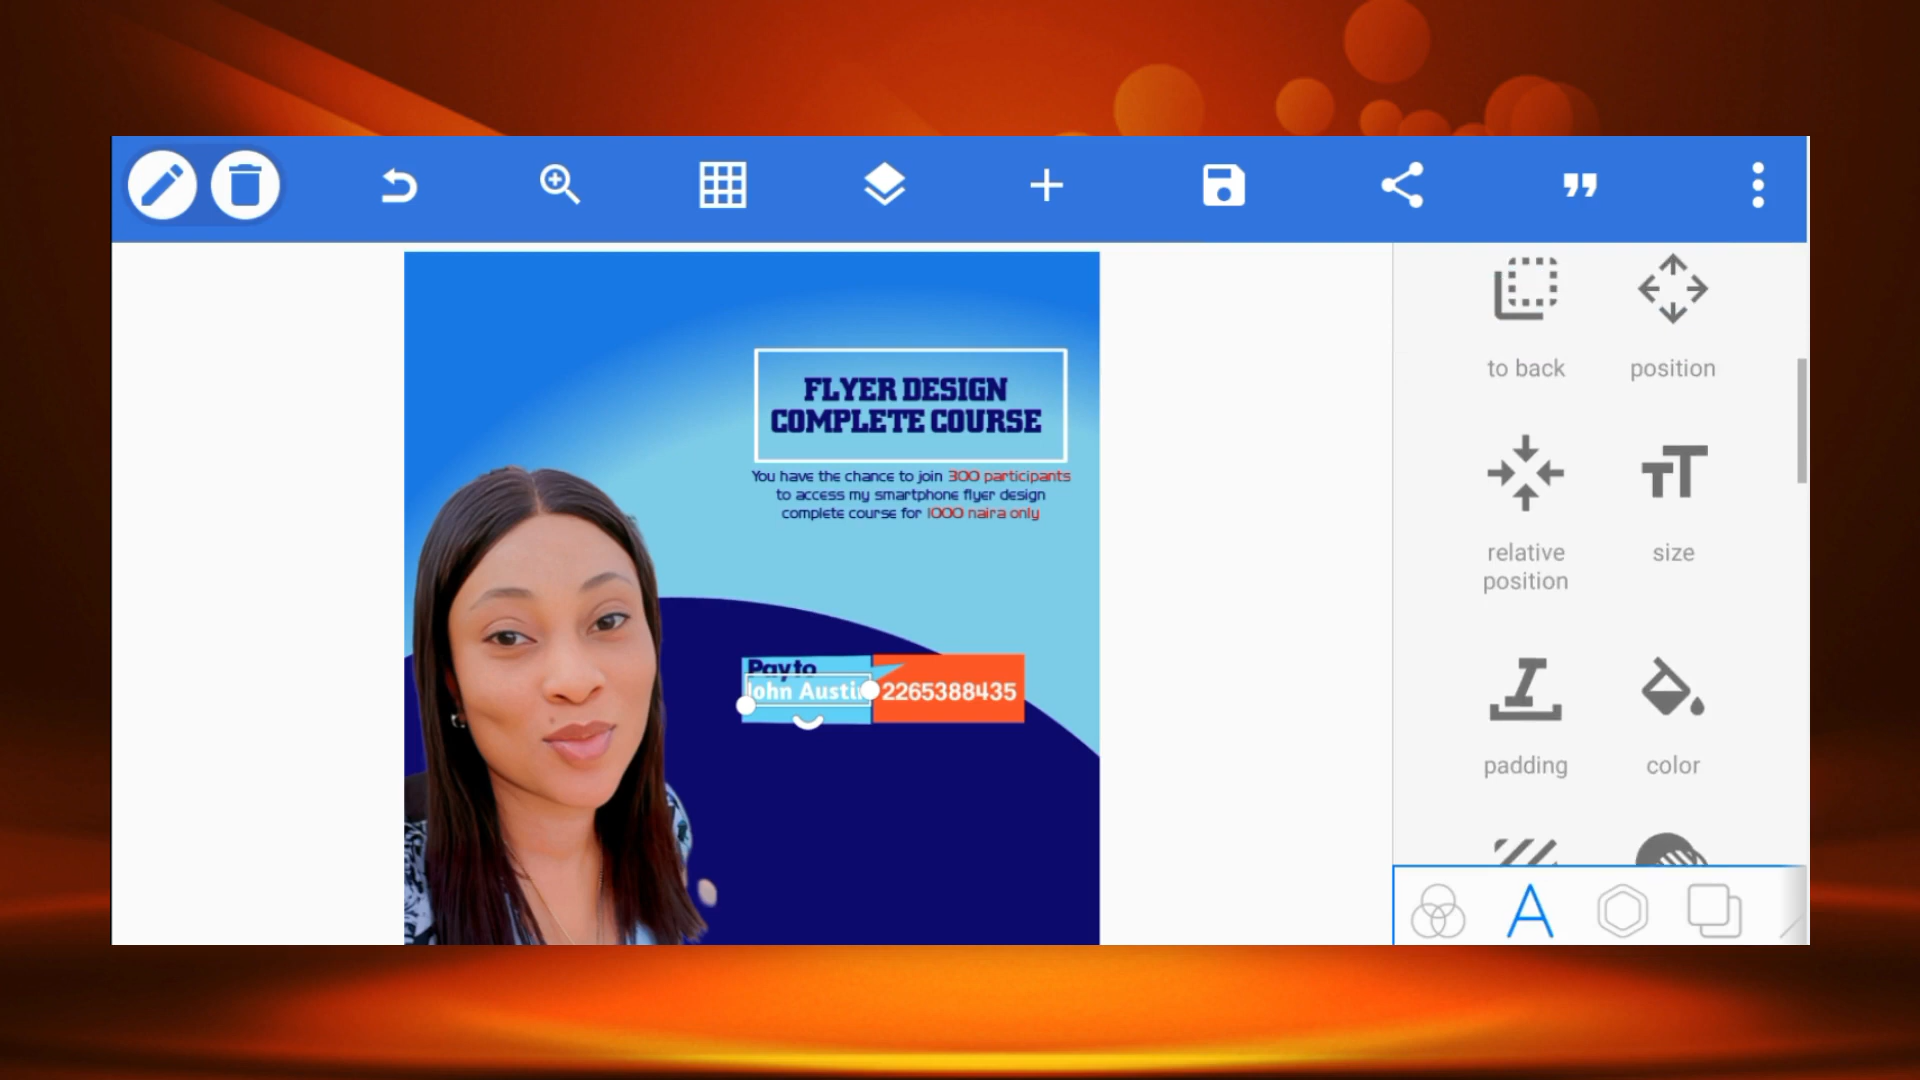 FLYER DESIGN
COMPLETE COURSE
You have the chance to join 300 participants
to access my smartphone flyer design
complete course for 1000 naira only
Pay to
John Austin
2265388435
to back
position
relative
position
size
padding
color